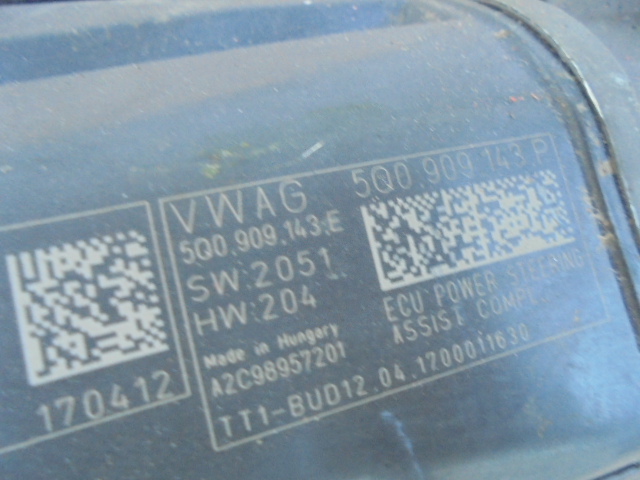 VWAG 5Q0.909.143.P
5Q0.909.143.E
SW:2051
HW:204
ECU POWER STEERING
Made in Hungary
ASSIST
A2C98957201
170412
TT1-BUD12.04.1700011630